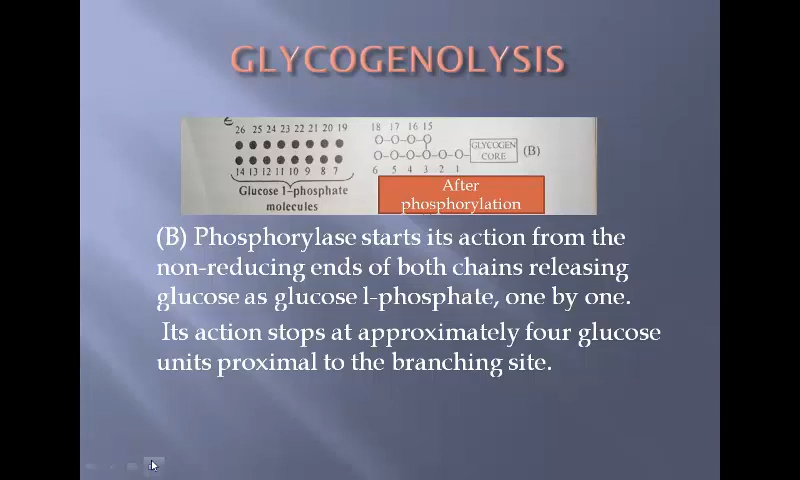 GLYCOGENOLYSIS
26 25 24 23 22 21 20 19
18 17 16 15
O-O-O-O
O-O-O-O-O-O- GLYCOGEN CORE (B)
14 13 12 11 10 9 8 7
6 5 4 3 2 1
Glucose 1-phosphate
molecules
After
phosphorylation
(B) Phosphorylase starts its action from the
non-reducing ends of both chains releasing
glucose as glucose l-phosphate, one by one.
Its action stops at approximately four glucose
units proximal to the branching site.